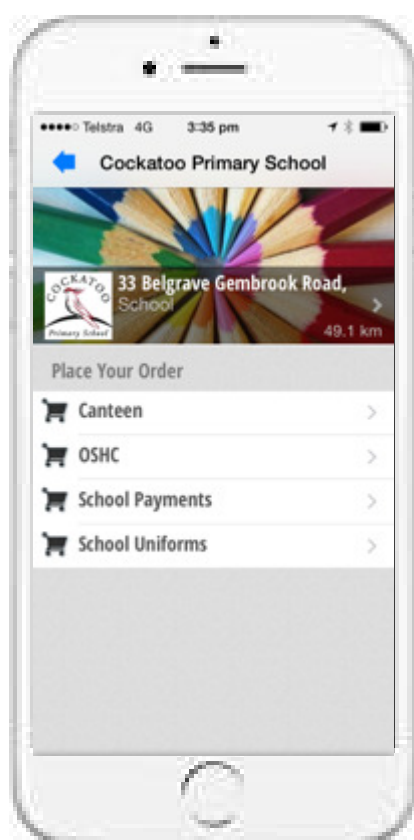 Telstra 4G 3:35 pm
Cockatoo Primary School
COCKATOO
Primary School
33 Belgrave Gembrook Road,
School
49.1 km
Place Your Order
Canteen
OSHC
School Payments
School Uniforms